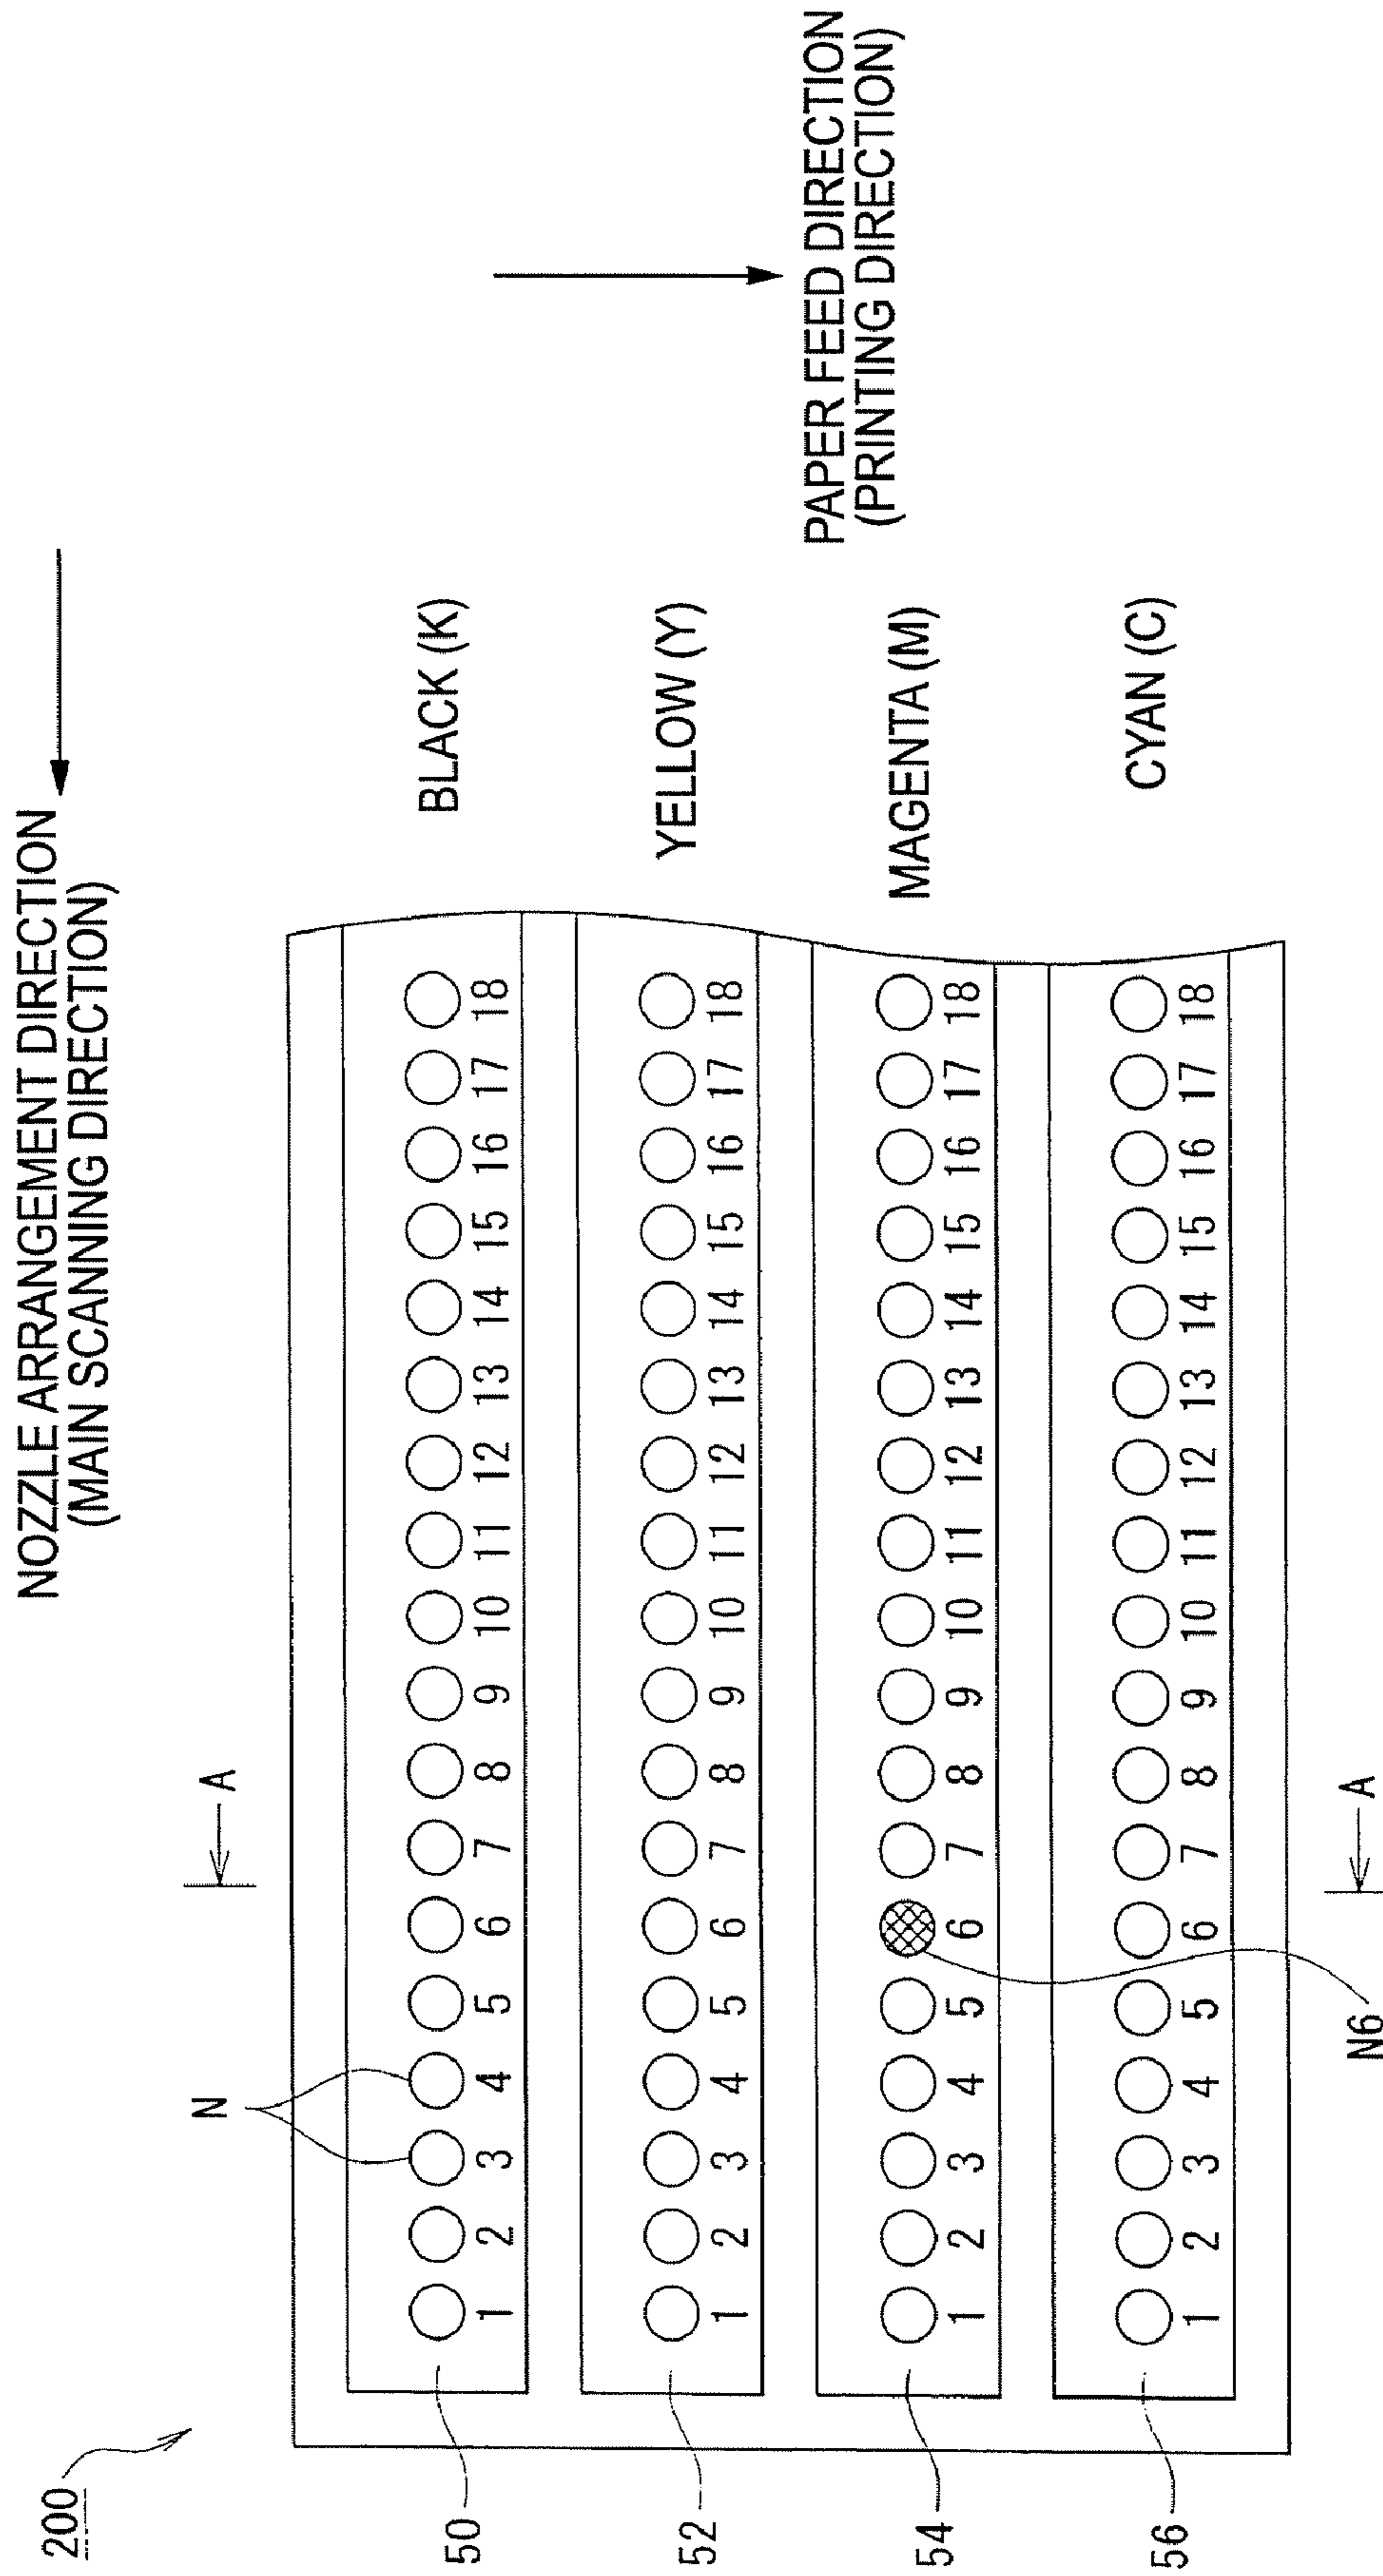 NOZZLE ARRANGEMENT DIRECTION
(MAIN SCANNING DIRECTION)
200
N
A
BLACK (K)
50
1 2 3 4 5 6 7 8 9 10 11 12 13 14 15 16 17 18
YELLOW (Y)
52
1 2 3 4 5 6 7 8 9 10 11 12 13 14 15 16 17 18
PAPER FEED DIRECTION
(PRINTING DIRECTION)
MAGENTA (M)
54
1 2 3 4 5 6 7 8 9 10 11 12 13 14 15 16 17 18
CYAN (C)
56
1 2 3 4 5 6 7 8 9 10 11 12 13 14 15 16 17 18
N6
A